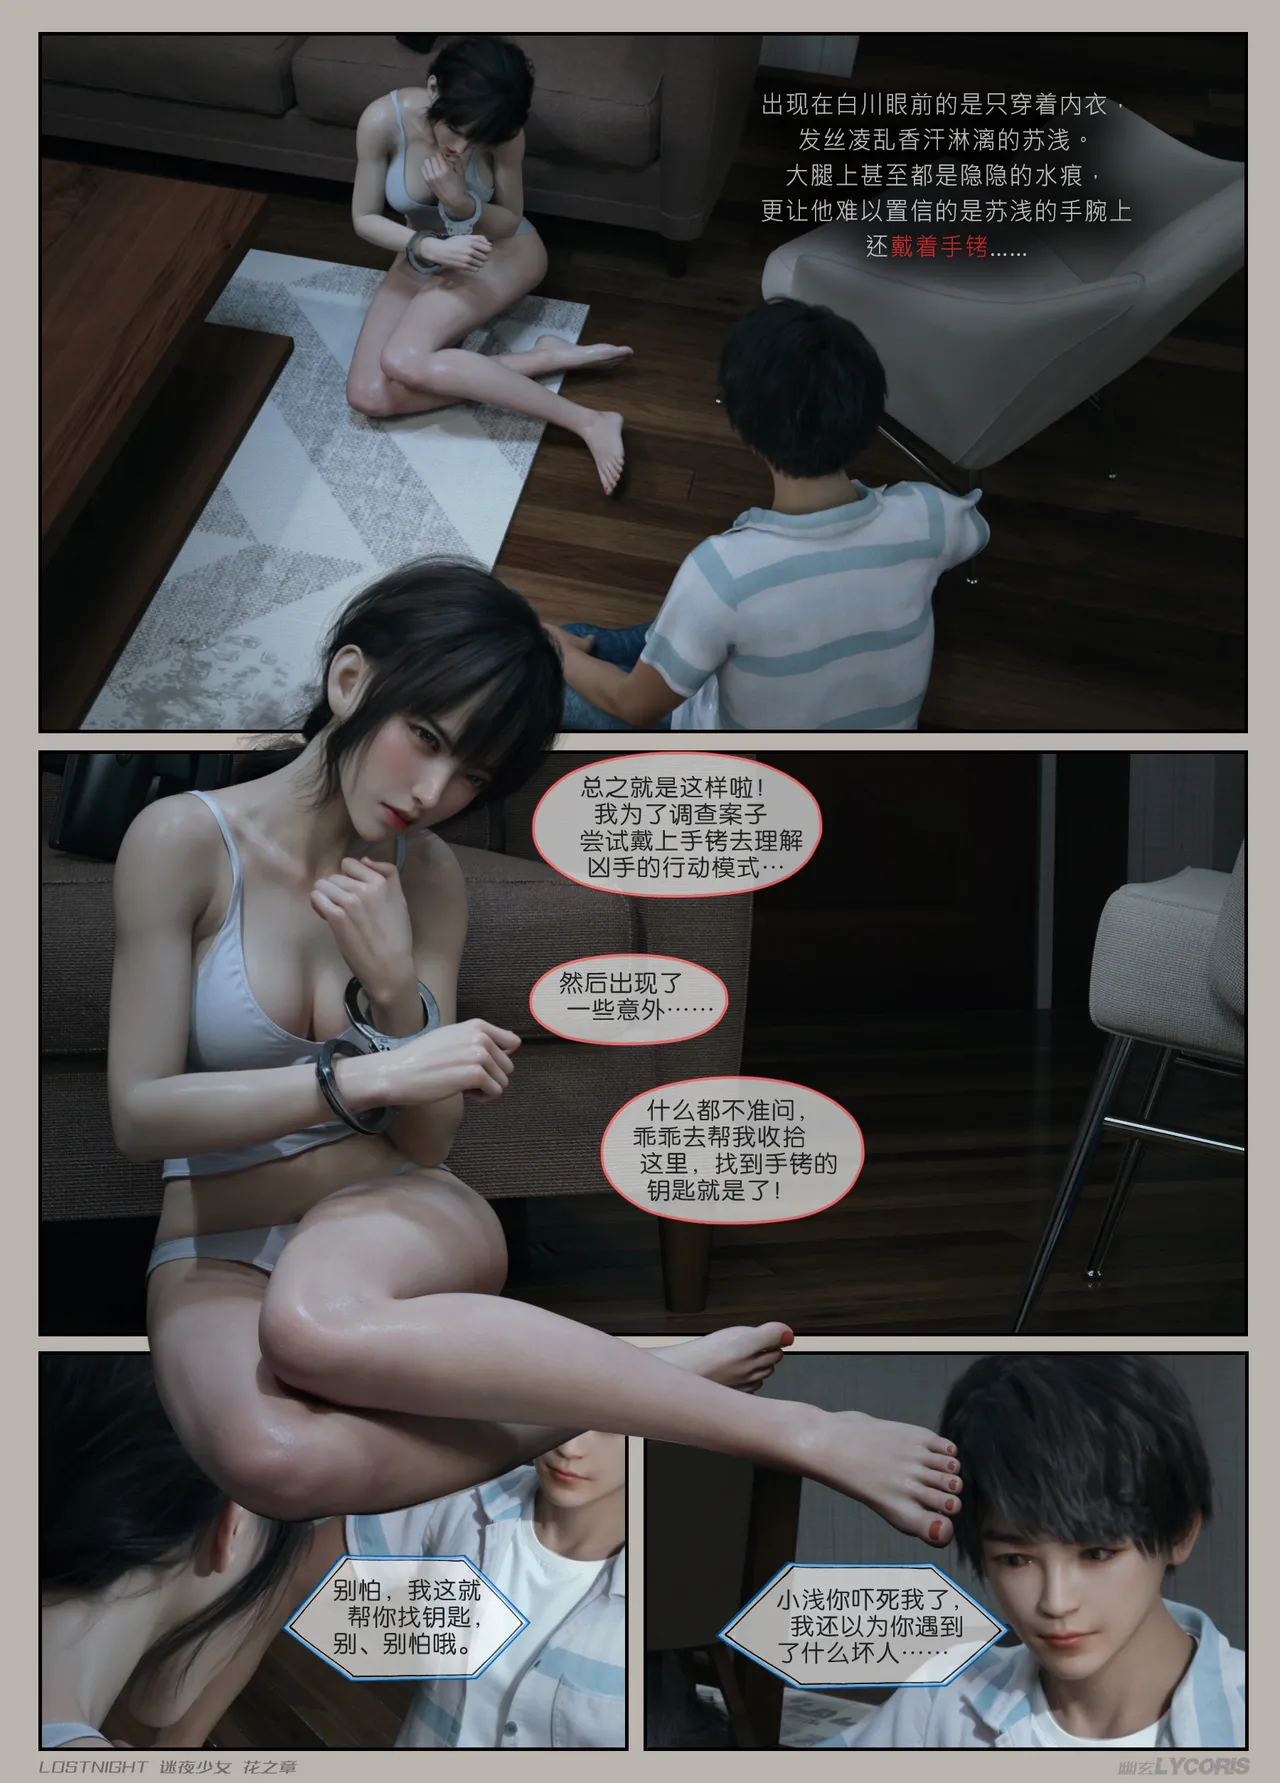 出现在白川眼前的是只穿着内衣，
发丝凌乱香汗淋漓的苏浅。
大腿上甚至都是隐隐的水痕，
更让他难以置信的是苏浅的手腕上
还戴着手铐……
总之就是这样啦！
我为了调查案子
尝试戴上手铐去理解
凶手的行动模式…
然后出现了
一些意外……
什么都不准问，
乖乖去帮我收拾
这里，找到手铐的
钥匙就是了！
别怕，我这就
帮你找钥匙，
别、别怕哦。
小浅你吓死我了，
我还以为你遇到
了什么坏人……
LOSTNIGHT 迷夜少女 花之章
幽玄LYCORIS